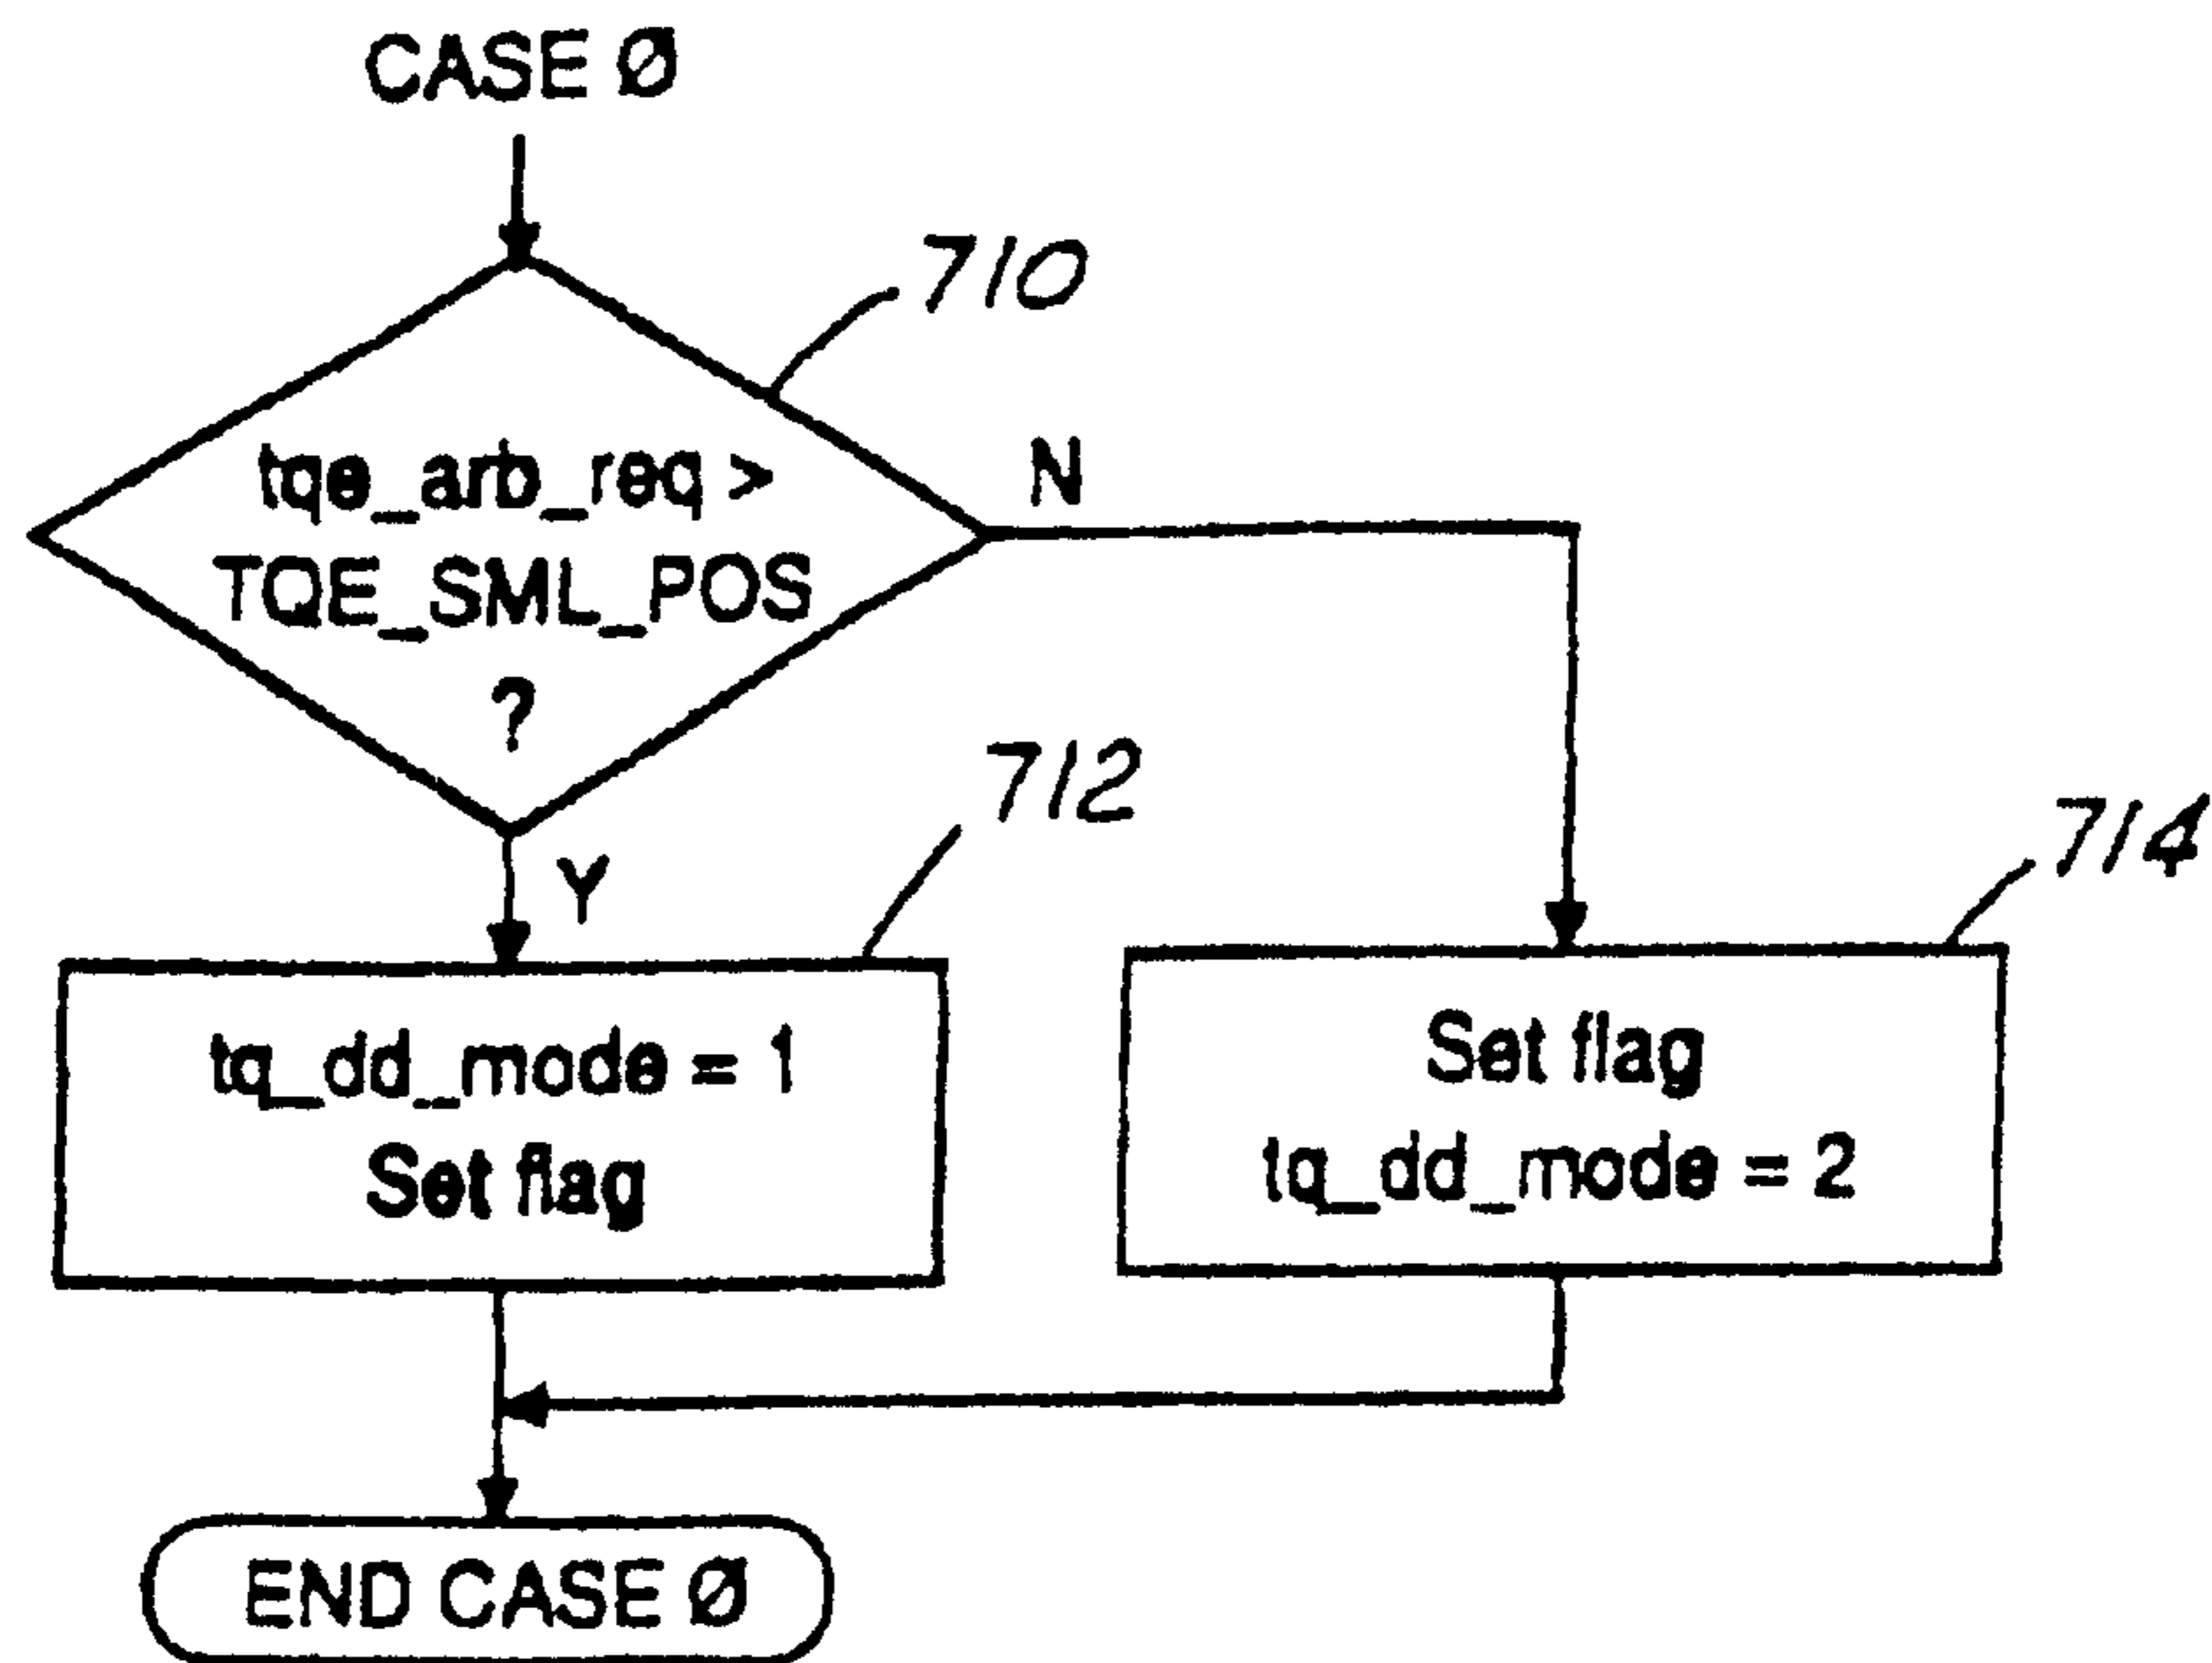 CASE Ø
710
tqe_arb_req >
TQE_SML_POS
?
N
Y
712
714
tq_dd_mode = 1
Set flag
Set flag
tq_dd_mode = 2
END CASE Ø